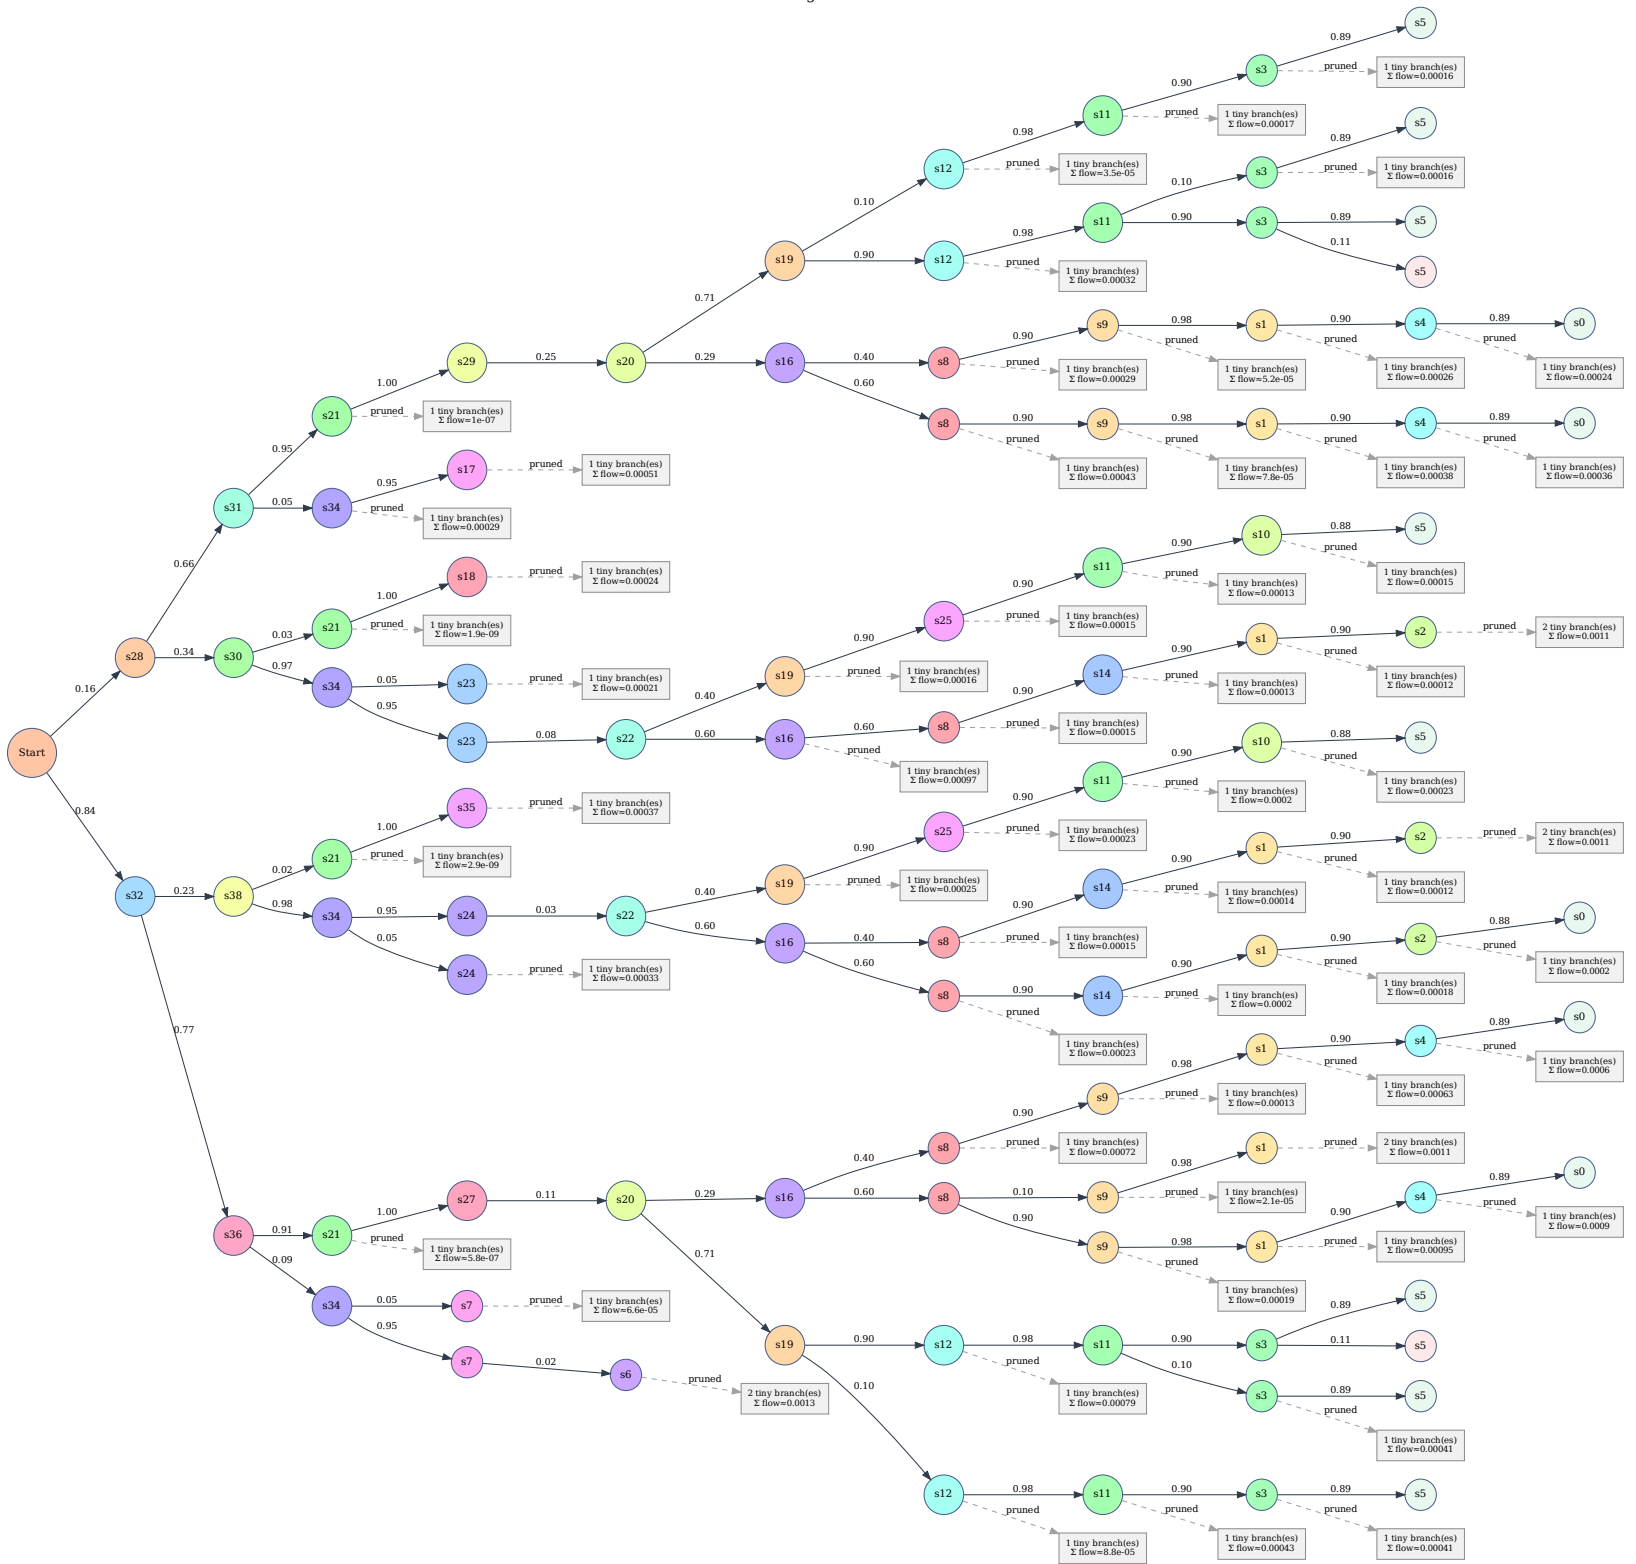 s5
0.89
s3
pruned
1 tiny branch(es)
Σ flow≈0.00016
0.90
s11
pruned
1 tiny branch(es)
Σ flow≈0.00017
s5
0.98
0.89
s12
pruned
1 tiny branch(es)
Σ flow≈3.5e-05
s3
pruned
1 tiny branch(es)
Σ flow≈0.00016
0.10
0.10
s11
0.90
s3
0.89
s5
0.98
0.11
s19
0.90
s12
pruned
1 tiny branch(es)
Σ flow≈0.00032
s5
0.71
s29
0.25
s20
0.29
s16
0.40
s8
0.90
s9
0.98
s1
0.90
s4
0.89
s0
pruned
1 tiny branch(es)
Σ flow≈0.00029
pruned
1 tiny branch(es)
Σ flow≈5.2e-05
pruned
1 tiny branch(es)
Σ flow≈0.00026
pruned
1 tiny branch(es)
Σ flow≈0.00024
1.00
0.60
s21
pruned
1 tiny branch(es)
Σ flow≈1e-07
s8
0.90
s9
0.98
s1
0.90
s4
0.89
s0
pruned
1 tiny branch(es)
Σ flow≈0.00043
pruned
1 tiny branch(es)
Σ flow≈7.8e-05
pruned
1 tiny branch(es)
Σ flow≈0.00038
pruned
1 tiny branch(es)
Σ flow≈0.00036
0.95
s17
pruned
1 tiny branch(es)
Σ flow≈0.00051
0.95
s31
0.05
s34
pruned
1 tiny branch(es)
Σ flow≈0.00029
0.66
s18
pruned
1 tiny branch(es)
Σ flow≈0.00024
1.00
s21
pruned
1 tiny branch(es)
Σ flow≈1.9e-09
0.03
s28
0.34
s30
0.97
s34
0.05
s23
pruned
1 tiny branch(es)
Σ flow≈0.00021
0.95
s23
0.08
s22
0.40
s19
pruned
1 tiny branch(es)
Σ flow≈0.00016
0.90
s25
pruned
1 tiny branch(es)
Σ flow≈0.00015
0.90
s11
pruned
1 tiny branch(es)
Σ flow≈0.00013
0.90
s10
0.88
s5
pruned
1 tiny branch(es)
Σ flow≈0.00015
0.60
s16
pruned
1 tiny branch(es)
Σ flow≈0.00097
0.60
s8
pruned
1 tiny branch(es)
Σ flow≈0.00015
0.90
s14
pruned
1 tiny branch(es)
Σ flow≈0.00013
0.90
s1
pruned
1 tiny branch(es)
Σ flow≈0.00012
0.90
s2
pruned
2 tiny branch(es)
Σ flow≈0.0011
0.16
Start
0.84
s32
0.23
s38
0.02
s21
pruned
1 tiny branch(es)
Σ flow≈2.9e-09
1.00
s35
pruned
1 tiny branch(es)
Σ flow≈0.00037
0.98
s34
0.95
s24
0.03
s22
0.05
s24
pruned
1 tiny branch(es)
Σ flow≈0.00033
0.40
s19
pruned
1 tiny branch(es)
Σ flow≈0.00025
0.90
s25
pruned
1 tiny branch(es)
Σ flow≈0.00023
0.90
s11
pruned
1 tiny branch(es)
Σ flow≈0.0002
0.90
s10
0.88
s5
pruned
1 tiny branch(es)
Σ flow≈0.00023
0.60
s16
0.40
s8
pruned
1 tiny branch(es)
Σ flow≈0.00015
0.90
s14
pruned
1 tiny branch(es)
Σ flow≈0.00014
0.90
s1
pruned
1 tiny branch(es)
Σ flow≈0.00012
0.90
s2
pruned
2 tiny branch(es)
Σ flow≈0.0011
0.60
s8
pruned
1 tiny branch(es)
Σ flow≈0.00023
0.90
s14
pruned
1 tiny branch(es)
Σ flow≈0.0002
0.90
s1
pruned
1 tiny branch(es)
Σ flow≈0.00018
0.90
s2
0.88
s0
pruned
1 tiny branch(es)
Σ flow≈0.0002
0.77
s36
0.91
s21
pruned
1 tiny branch(es)
Σ flow≈5.8e-07
1.00
s27
0.11
s20
0.29
s16
0.40
s8
pruned
1 tiny branch(es)
Σ flow≈0.00072
0.90
s9
pruned
1 tiny branch(es)
Σ flow≈0.00013
0.98
s1
pruned
1 tiny branch(es)
Σ flow≈0.00063
0.90
s4
0.89
s0
pruned
1 tiny branch(es)
Σ flow≈0.0006
0.60
s8
0.10
s9
pruned
1 tiny branch(es)
Σ flow≈2.1e-05
0.98
s1
pruned
2 tiny branch(es)
Σ flow≈0.0011
0.90
s9
pruned
1 tiny branch(es)
Σ flow≈0.00019
0.98
s1
pruned
1 tiny branch(es)
Σ flow≈0.00095
0.90
s4
0.89
s0
pruned
1 tiny branch(es)
Σ flow≈0.0009
0.09
s34
0.05
s7
pruned
1 tiny branch(es)
Σ flow≈6.6e-05
0.95
s7
0.02
s6
pruned
2 tiny branch(es)
Σ flow≈0.0013
0.71
s19
0.90
s12
pruned
1 tiny branch(es)
Σ flow≈0.00079
0.98
s11
0.90
s3
0.89
s5
0.11
s5
0.10
s3
0.89
s5
pruned
1 tiny branch(es)
Σ flow≈0.00041
0.10
s12
pruned
1 tiny branch(es)
Σ flow≈8.8e-05
0.98
s11
pruned
1 tiny branch(es)
Σ flow≈0.00043
0.90
s3
0.89
s5
pruned
1 tiny branch(es)
Σ flow≈0.00041